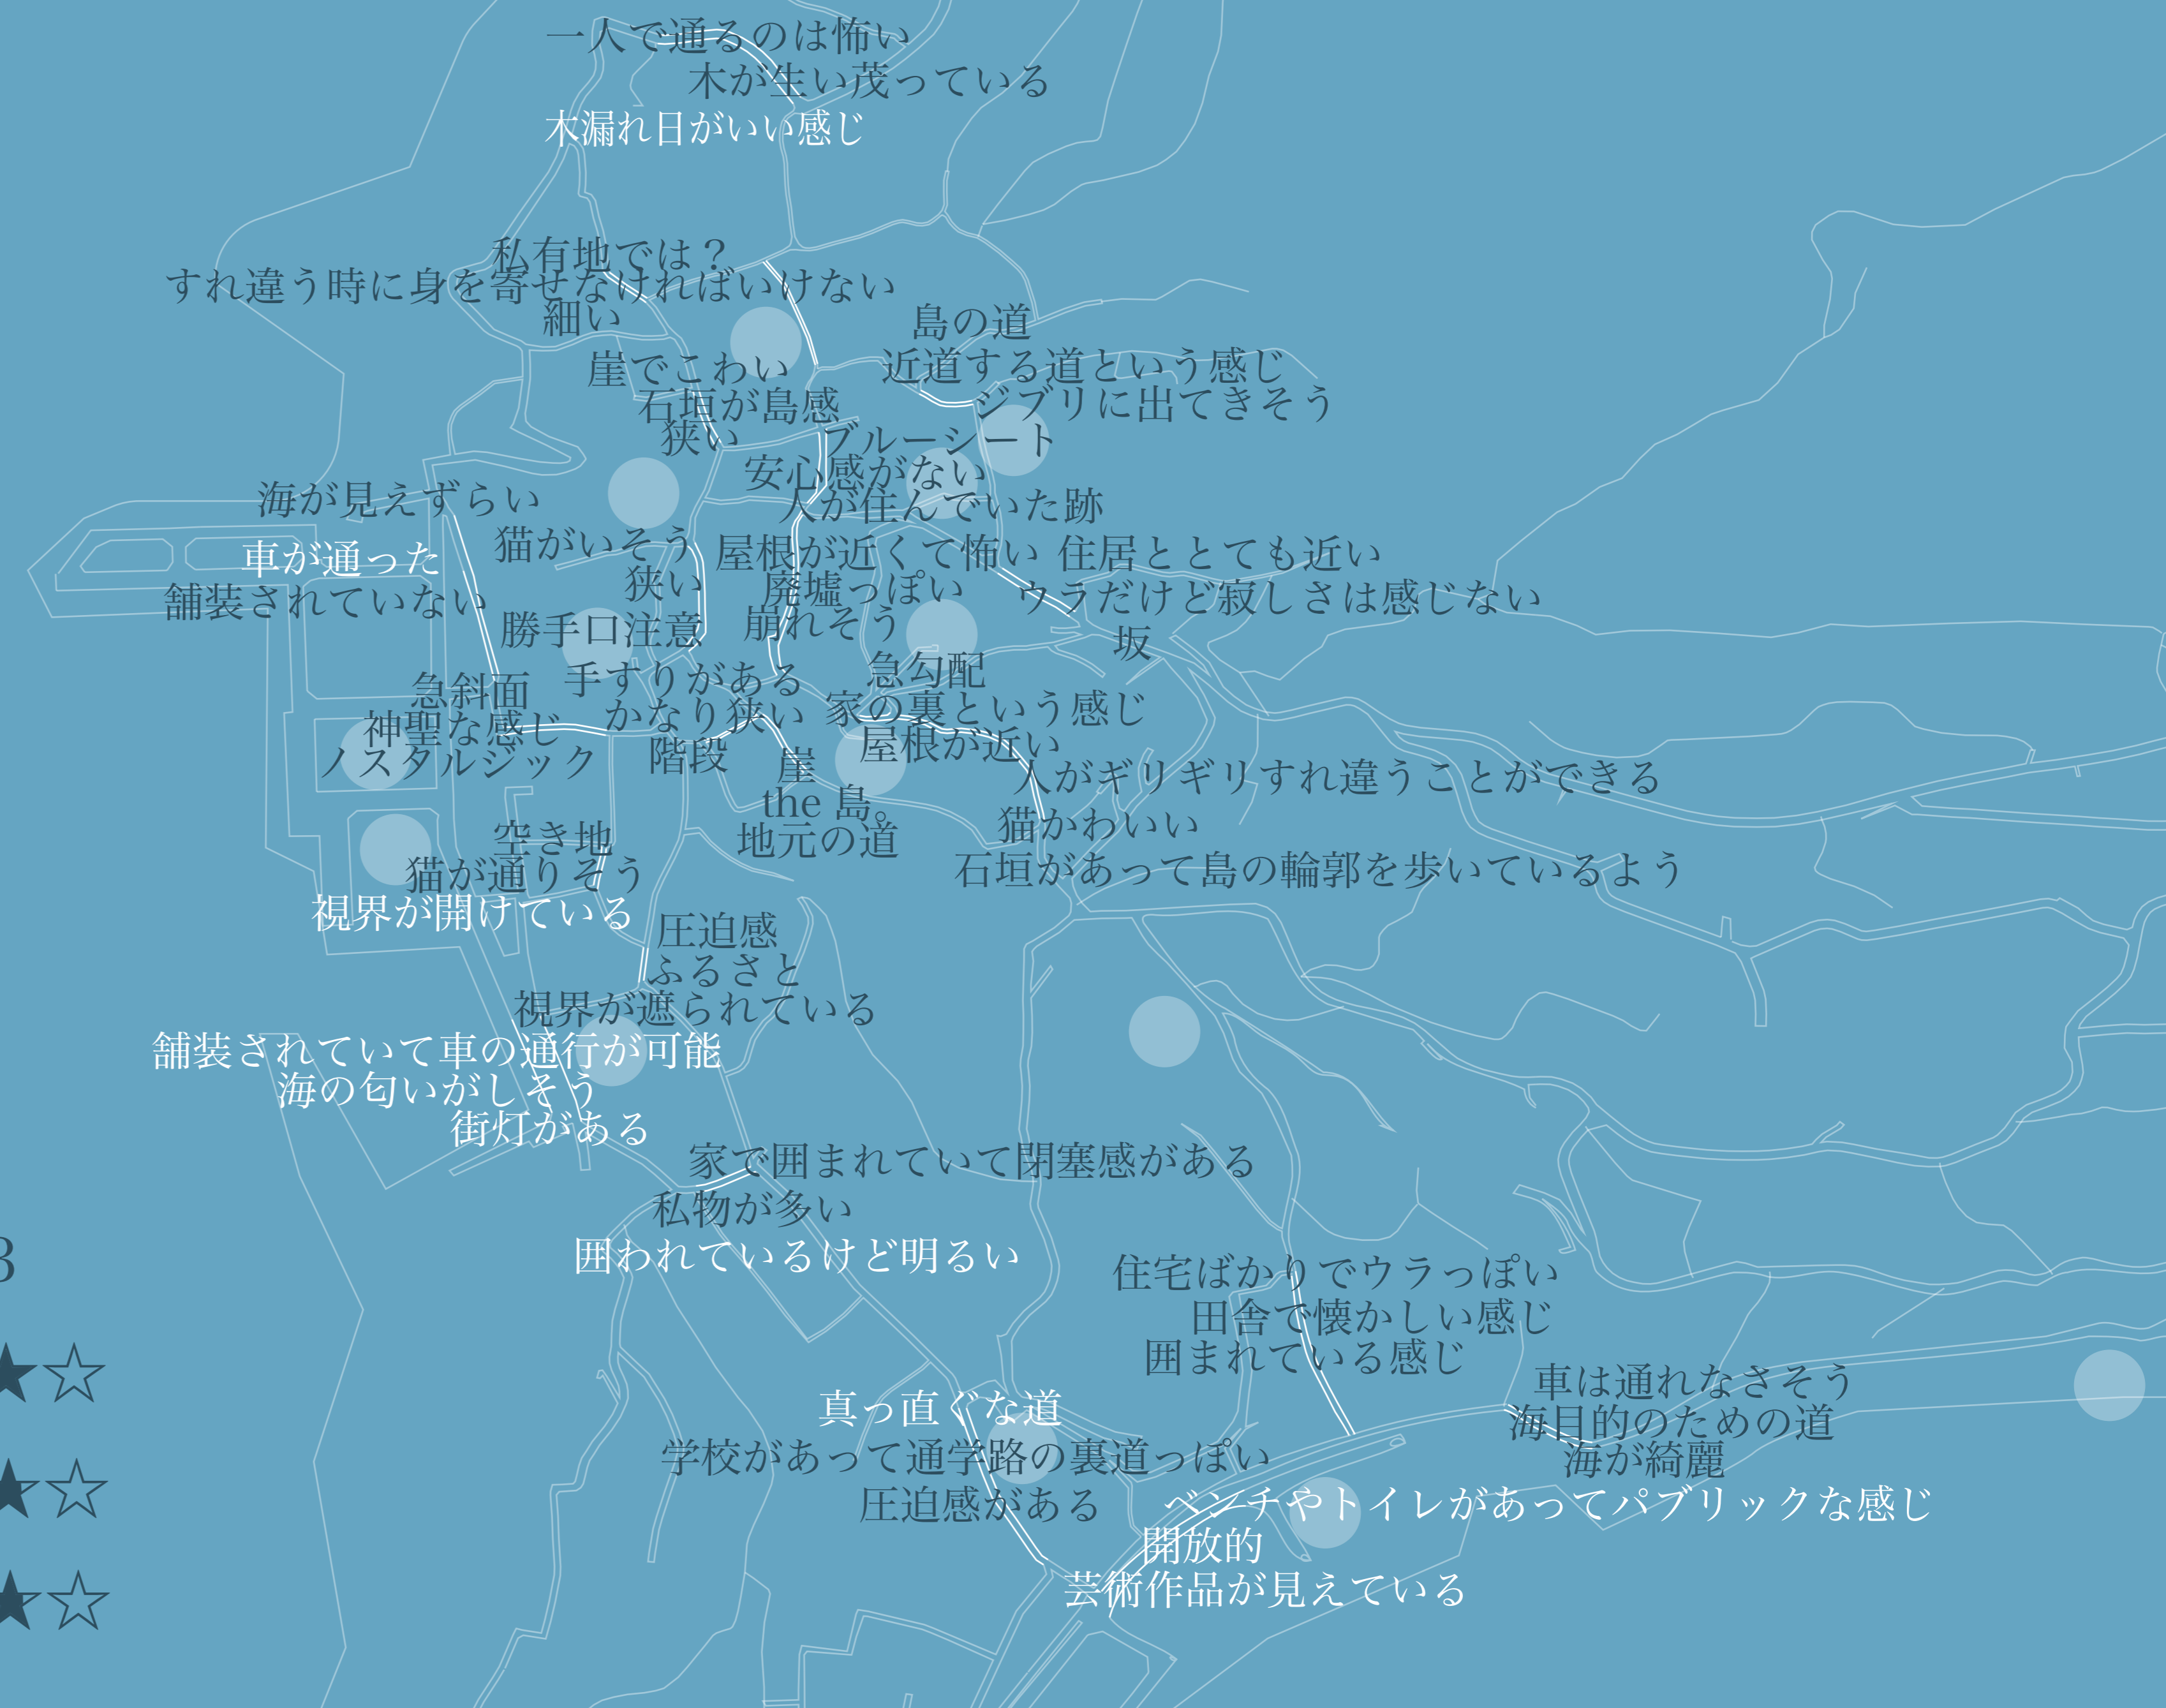 一人で通るのは怖い
木が生い茂っている
木漏れ日がいい感じ
私有地では？
すれ違う時に身を寄せなければいけない
細い
島の道
崖でこわい
近道する道という感じ
石垣が島感
ジブリに出てきそう
狭い
ブルーシート
安心感がない
海が見えずらい
人が住んでいた跡
車が通った
猫がいそう
屋根が近くて怖い
住居ととても近い
舗装されていない
狭い
廃墟っぽい
ウラだけど寂しさは感じない
勝手口注意
崩れそう
坂
手すりがある
急勾配
急斜面
かなり狭い
家の裏という感じ
神聖な感じ
屋根が近い
ノスタルジック
階段
崖
人がギリギリすれ違うことができる
the 島。
猫かわいい
空き地
地元の道
猫が通りそう
石垣があって島の輪郭を歩いているよう
視界が開けている
圧迫感
ふるさと
視界が遮られている
舗装されていて車の通行が可能
海の匂いがしそう
街灯がある
家で囲まれていて閉塞感がある
私物が多い
囲われているけど明るい
3
住宅ばかりでウラっぽい
田舎で懐かしい感じ
囲まれている感じ
★☆
車は通れなさそう
真っ直ぐな道
海目的のための道
学校があって通学路の裏道っぽい
海が綺麗
★☆
圧迫感がある
ベンチやトイレがあってパブリックな感じ
開放的
芸術作品が見えている
★☆